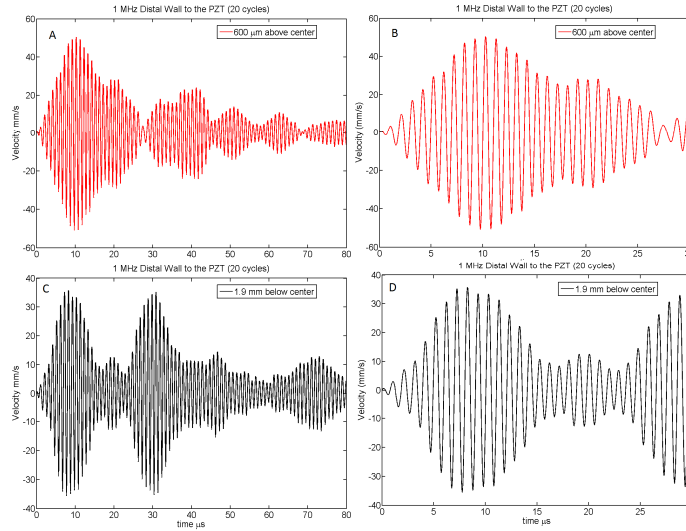 1 MHz Distal Wall to the PZT (20 cycles)
A
600 μm above center
Velocity mm/s
60
40
20
0
-20
-40
-60
0 10 20 30 40 50 60 70 80
1 MHz Distal Wall to the PZT (20 cycles)
B
600 μm above center
Velocity mm/s
60
40
20
0
-20
-40
-60
0 5 10 15 20 25 30
1 MHz Distal Wall to the PZT (20 cycles)
C
1.9 mm below center
Velocity mm/s
40
30
20
10
0
-10
-20
-30
-40
0 10 20 30 40 50 60 70 80
time μs
1 MHz Distal Wall to the PZT (20 cycles)
D
1.9 mm below center
Velocity mm/s
40
30
20
10
0
-10
-20
-30
-40
0 5 10 15 20 25
time μs